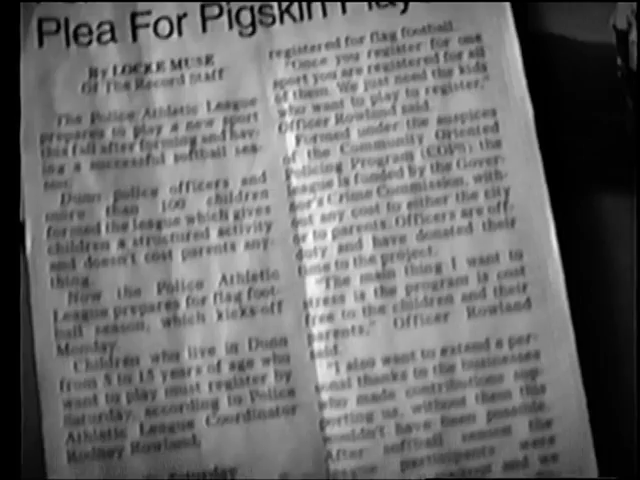 Plea For Pigskin Play
By LOCKE MUSE
Of The Record Staff
The Police Athletic League
prepares to play a new sport
this fall after forming and hav-
ing a successful softball sea-
son.
Dunn police officers and
more than 100 children
formed the league which gives
children a structured activity
and doesn't cost parents any-
thing.
Now the Police Athletic
League prepares for flag foot-
ball season, which kicks off
Monday.
Children who live in Dunn
from 5 to 15 years of age who
want to play must register by
Saturday, according to Police
Athletic League Coordinator
Rodney Rowland.
registered for flag football.
"Once you register for one
sport you are registered for all
of them. We just need the kids
who want to play to register,"
Officer Rowland said.
Formed under the auspices
of the Community Oriented
Policing Program (COPs), the
league is funded by the Gover-
nor's Crime Commission, with-
out any cost to either the city
or to parents. Officers are off-
duty and have donated their
time to the project.
"The main thing I want to
stress is the program is cost
free to the children and their
parents," Officer Rowland
said.
"I also want to extend a per-
sonal thanks to the businesses
who made contributions sup-
porting us, without them this
wouldn't have been possible.
After softball season the
participants were
and we